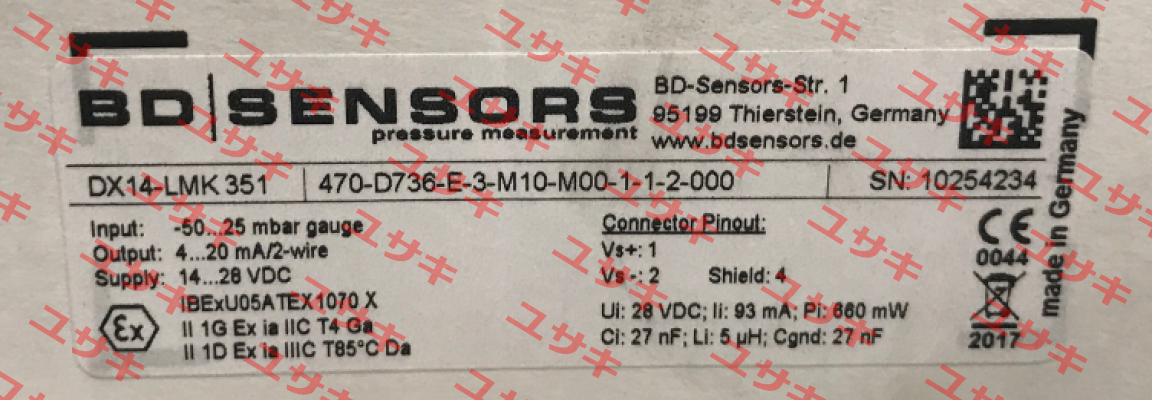 BD|SENSORS
pressure measurement
BD-Sensors-Str. 1
95199 Thierstein, Germany
www.bdsensors.de
DX14-LMK 351 470-D736-E-3-M10-M00-1-1-2-000 SN: 10254234
Input: -50...25 mbar gauge
Output: 4...20 mA/2-wire
Supply: 14...28 VDC
IBExU05ATEX1070 X
Ex II 1G Ex ia IIC T4 Ga
II 1D Ex ia IIIC T85°C Da
Connector Pinout:
Vs+: 1
Vs -: 2 Shield: 4
Ui: 28 VDC; Ii: 93 mA; Pi: 660 mW
Ci: 27 nF; Li: 5 µH; Cgnd: 27 nF
CE
0044
2017
made in Germany
ユサキ